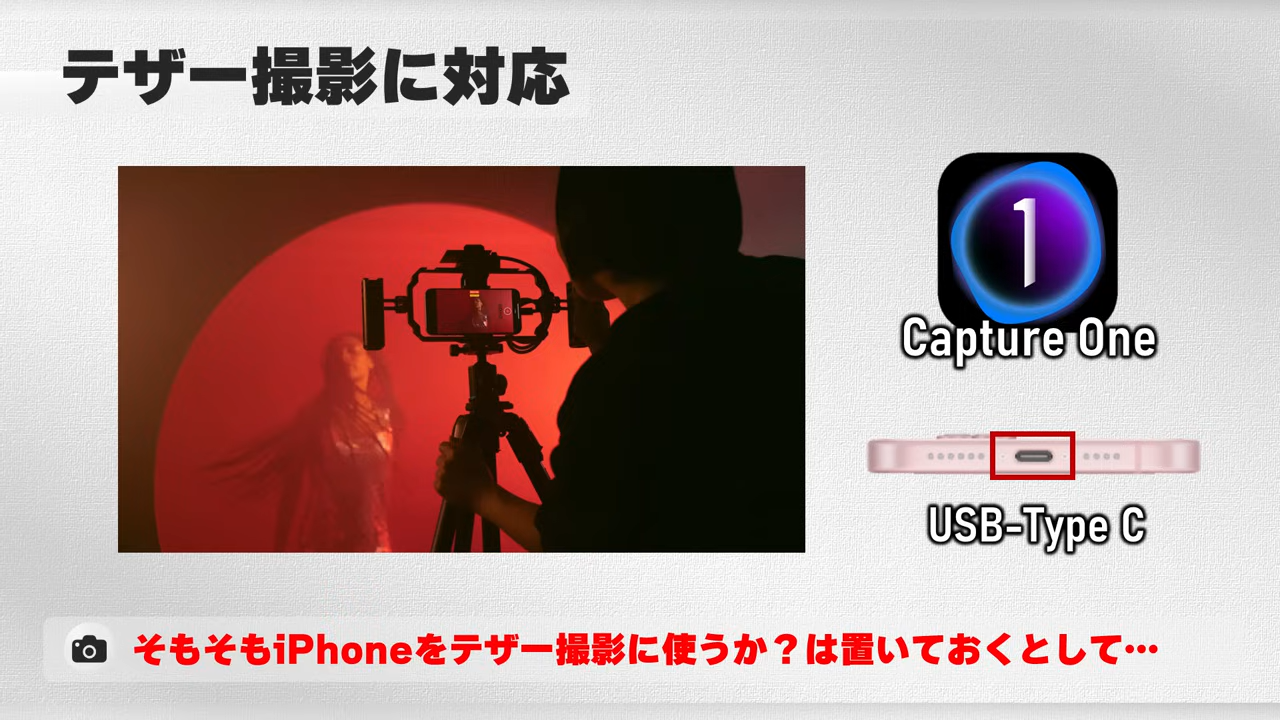 テザー撮影に対応
1
Capture One
USB-Type C
そもそもiPhoneをテザー撮影に使うか？は置いておくとして…